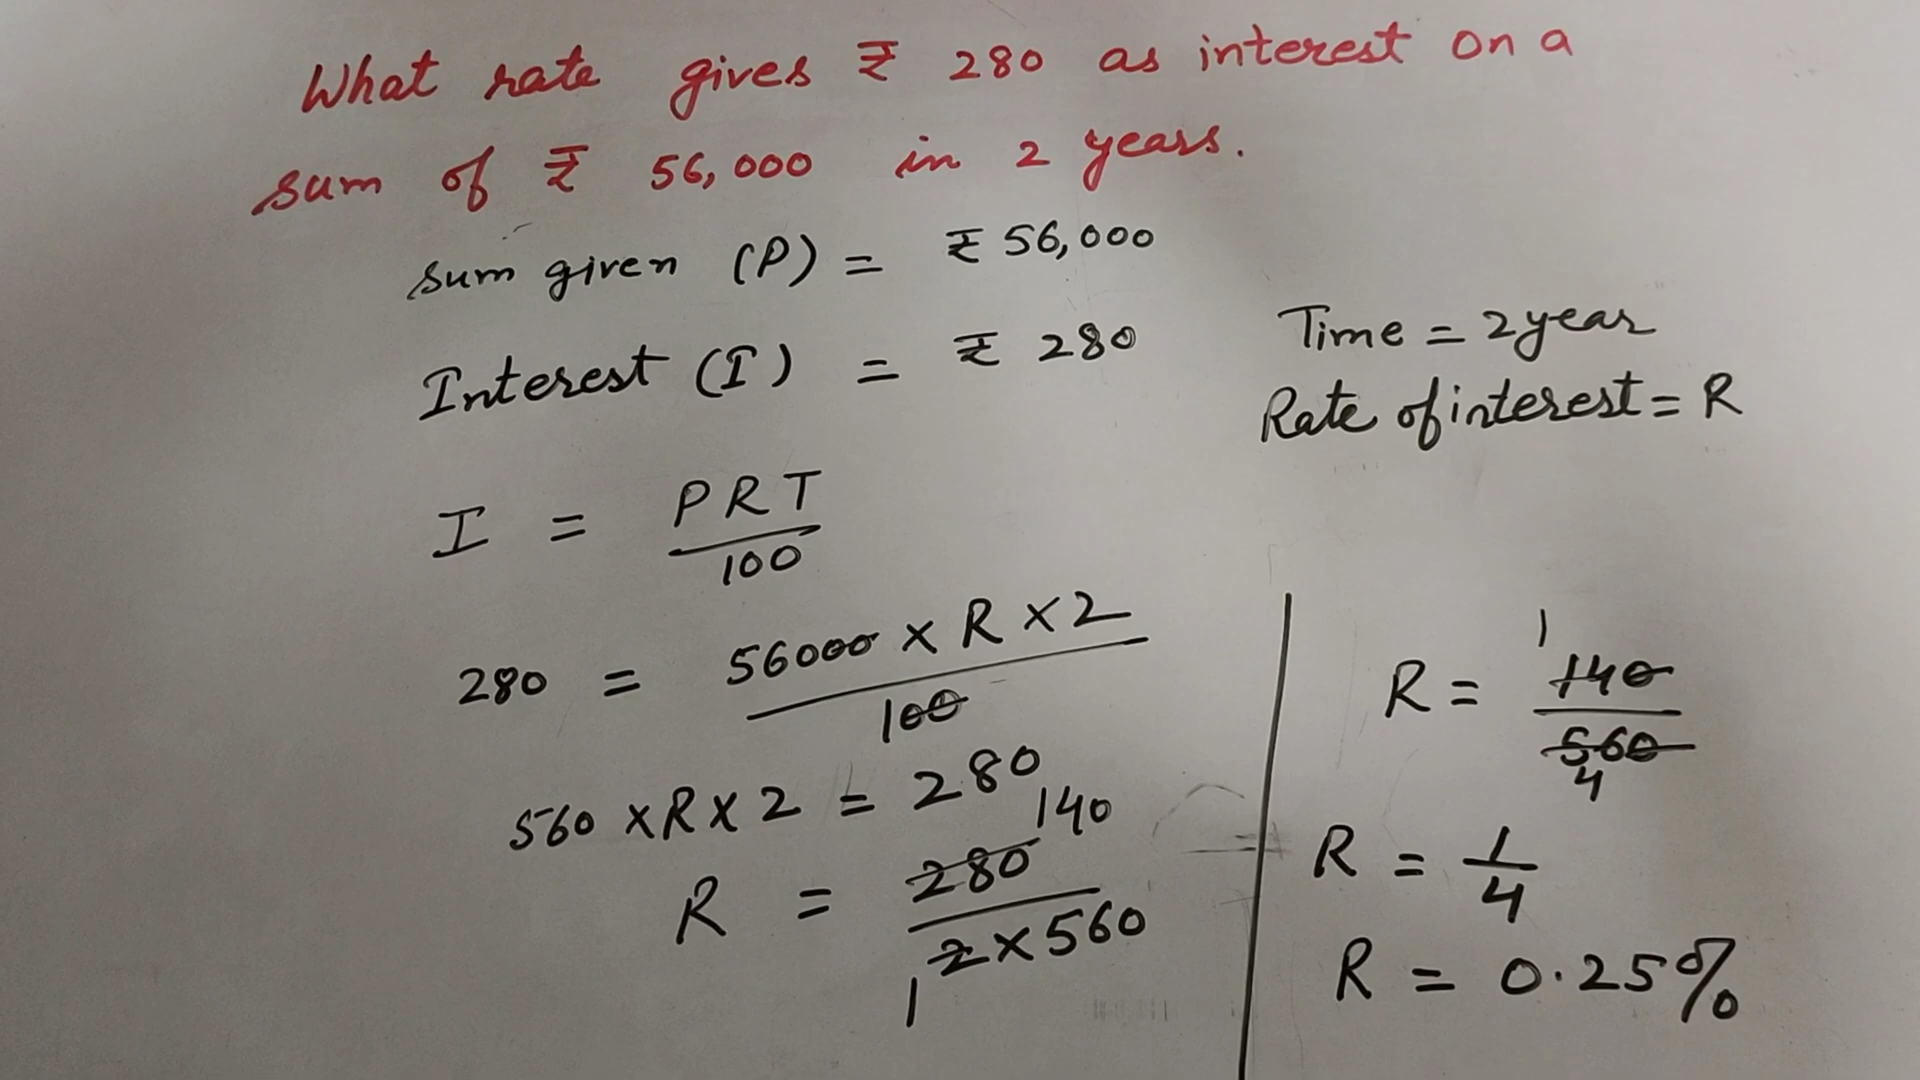 What rate gives ₹ 280 as interest on a
sum of ₹ 56,000 in 2 years.
sum given (P) = ₹ 56,000
Interest (I) = ₹ 280
Time = 2 year
Rate of interest = R
I = PRT
100
280 = 56000 × R × 2
100
560 × R × 2 = 280
140
R = 280
2 × 560
1
1
R = 140
560
4
R = 1
4
R = 0.25%